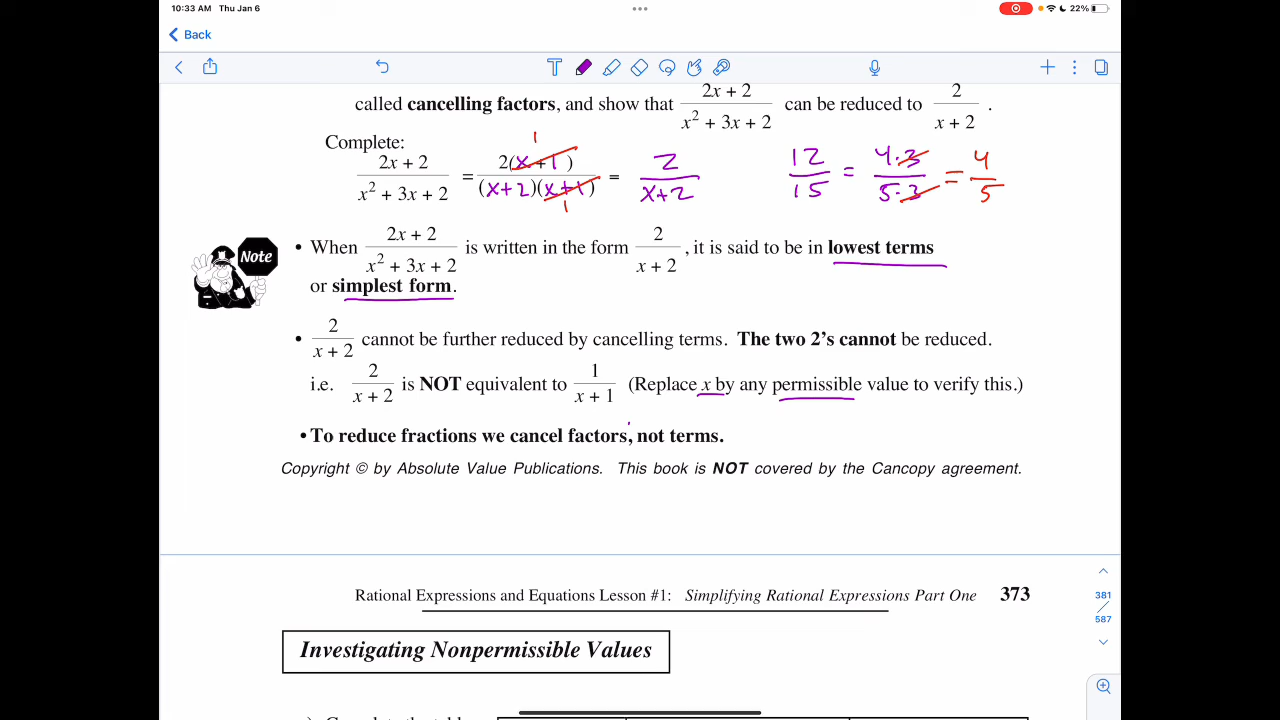 10:33 AM Thu Jan 6
22%
Back
called cancelling factors, and show that (2x + 2)/(x² + 3x + 2) can be reduced to 2/(x + 2) .
Complete:
(2x + 2)/(x² + 3x + 2) = 2(x+1)/((x+2)(x+1)) = 2/(x+2) 12/15 = 4·3/5·3 = 4/5
1
1
Note
• When (2x + 2)/(x² + 3x + 2) is written in the form 2/(x + 2) , it is said to be in lowest terms
or simplest form.
• 2/(x + 2) cannot be further reduced by cancelling terms. The two 2's cannot be reduced.
i.e. 2/(x + 2) is NOT equivalent to 1/(x + 1) (Replace x by any permissible value to verify this.)
• To reduce fractions we cancel factors, not terms.
Copyright © by Absolute Value Publications. This book is NOT covered by the Cancopy agreement.
381
/
587
Rational Expressions and Equations Lesson #1: Simplifying Rational Expressions Part One 373
Investigating Nonpermissible Values